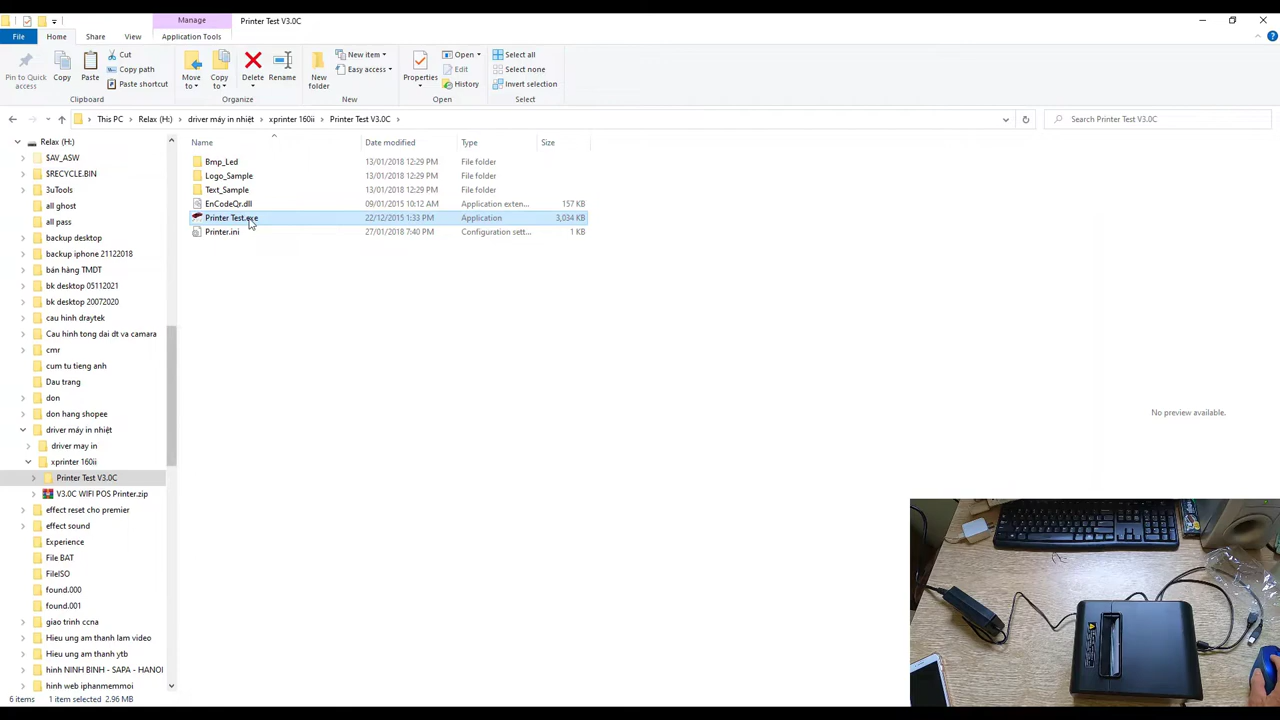 Manage
Printer Test V3.0C
File
Home
Share
View
Application Tools
Pin to Quick access
Copy
Paste
Cut
Copy path
Paste shortcut
Clipboard
Move to
Copy to
Delete
Rename
Organize
New folder
New item
Easy access
New
Properties
Open
Edit
History
Open
Select all
Select none
Invert selection
Select
This PC
Relax (H:)
driver máy in nhiệt
xprinter 160ii
Printer Test V3.0C
Search Printer Test V3.0C
Name Date modified Type Size
Bmp_Led 13/01/2018 12:29 PM File folder
Logo_Sample 13/01/2018 12:29 PM File folder
Text_Sample 13/01/2018 12:29 PM File folder
EnCodeQr.dll 09/01/2015 10:12 AM Application exten... 157 KB
Printer Test.exe 22/12/2015 1:33 PM Application 3,034 KB
Printer.ini 27/01/2018 7:40 PM Configuration sett... 1 KB
Relax (H:)
$AV_ASW
$RECYCLE.BIN
3uTools
all ghost
all pass
backup desktop
backup iphone 21122018
bán hàng TMDT
bk desktop 05112021
bk desktop 20072020
cau hinh draytek
Cau hinh tong dai dt va camara
cmr
cum tu tieng anh
Dau trang
don
don hang shopee
driver máy in nhiệt
driver may in
xprinter 160ii
Printer Test V3.0C
V3.0C WIFI POS Printer.zip
effect reset cho premier
effect sound
Experience
File BAT
FileISO
found.000
found.001
giao trinh ccna
Hieu ung am thanh lam video
Hieu ung am thanh ytb
hinh NINH BINH - SAPA - HANOI
hinh web iphanmemmoi
No preview available.
6 items 1 item selected 2.96 MB